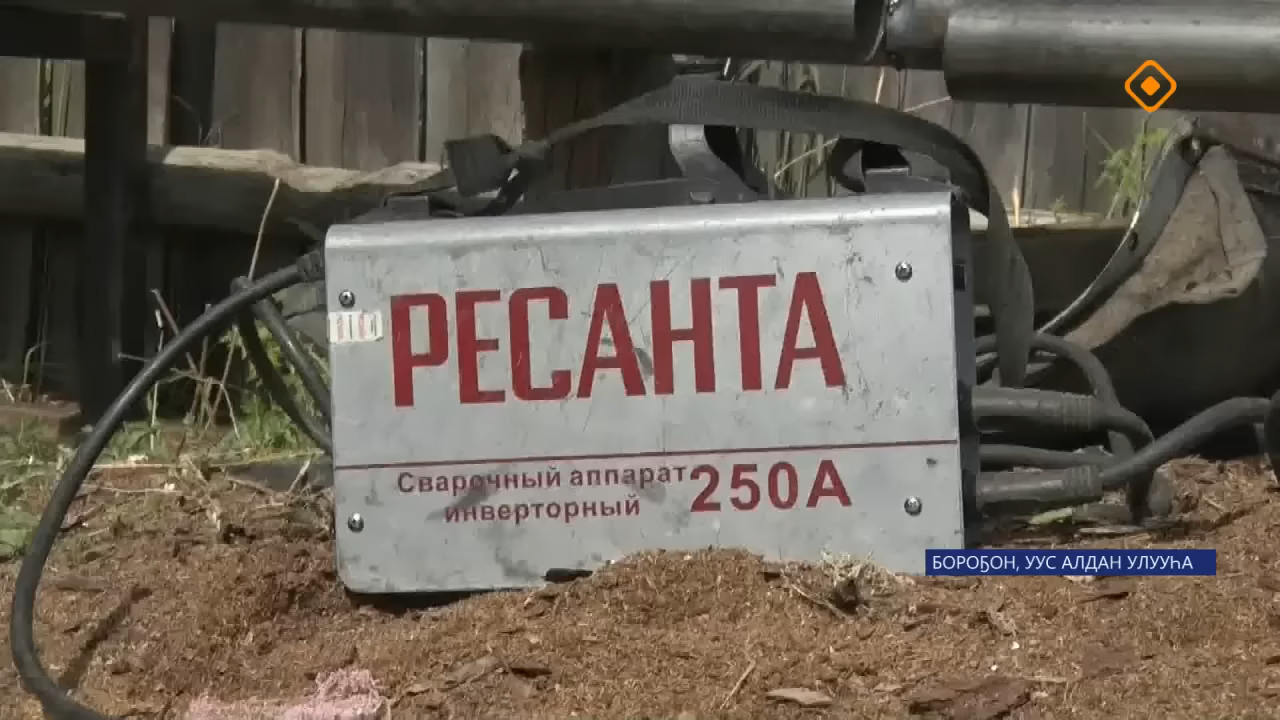 РЕСАНТА
Сварочный аппарат 250А
инверторный
БОРОҔОН, УУС АЛДАН УЛУУҺА